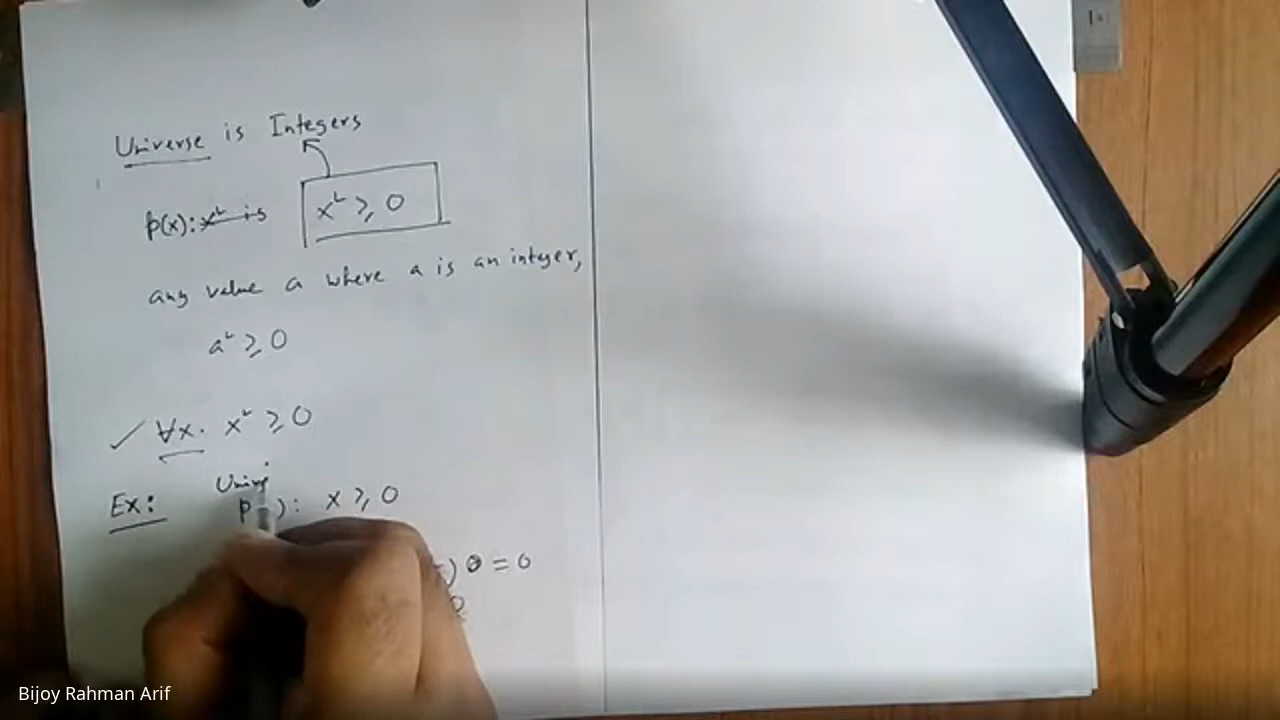 Universe is Integers
p(x): x² is x² ≥ 0
any value a where a is an integer,
a² ≥ 0
✓ ∀x. x² ≥ 0
Ex:
x ≥ 0
= 0
Bijoy Rahman Arif